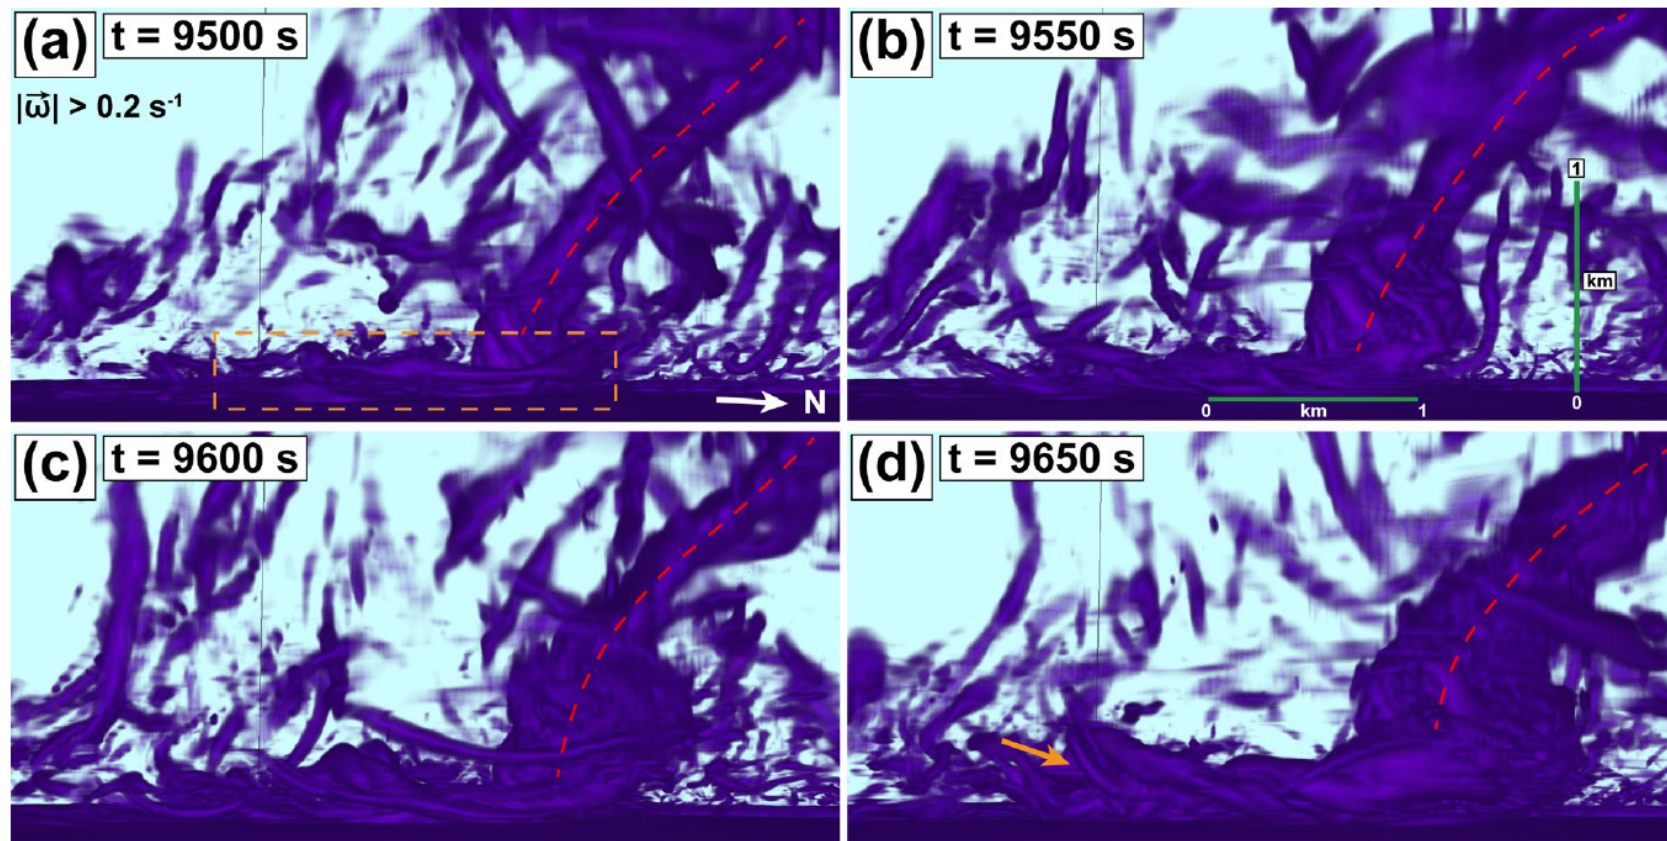 (a) t = 9500 s
|ω⃗| > 0.2 s⁻¹
N
(b) t = 9550 s
1
km
0
0 km 1
(c) t = 9600 s
(d) t = 9650 s